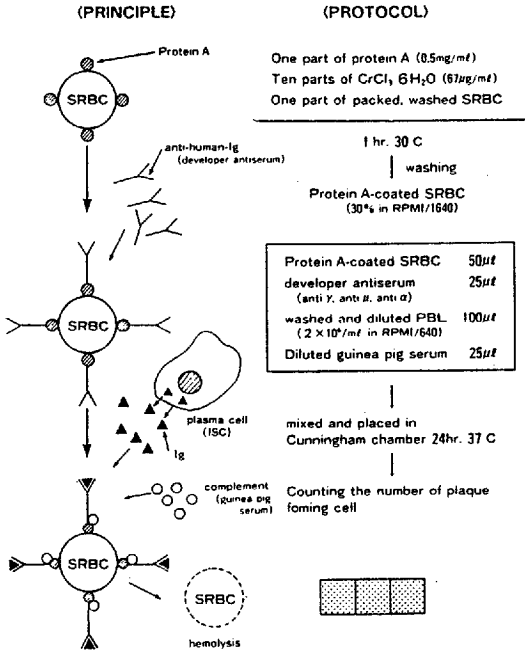 ⟨PRINCIPLE⟩
Protein A
SRBC
anti-human-Ig
(developer antiserum)
SRBC
plasma cell
(ISC)
Ig
complement
(guinea pig
serum)
SRBC
SRBC
hemolysis
⟨PROTOCOL⟩
One part of protein A (0.5mg/mℓ)
Ten parts of CrCl₃ 6H₂O (67μg/mℓ)
One part of packed, washed SRBC
1 hr. 30 C
washing
Protein A-coated SRBC
(30% in RPMI/1640)
Protein A-coated SRBC 50μℓ
developer antiserum 25μℓ
(anti γ, anti μ, anti α)
washed and diluted PBL 100μℓ
(2 × 10⁶/mℓ in RPMI/640)
Diluted guinea pig serum 25μℓ
mixed and placed in
Cunningham chamber 24hr. 37 C
Counting the number of plaque
foming cell